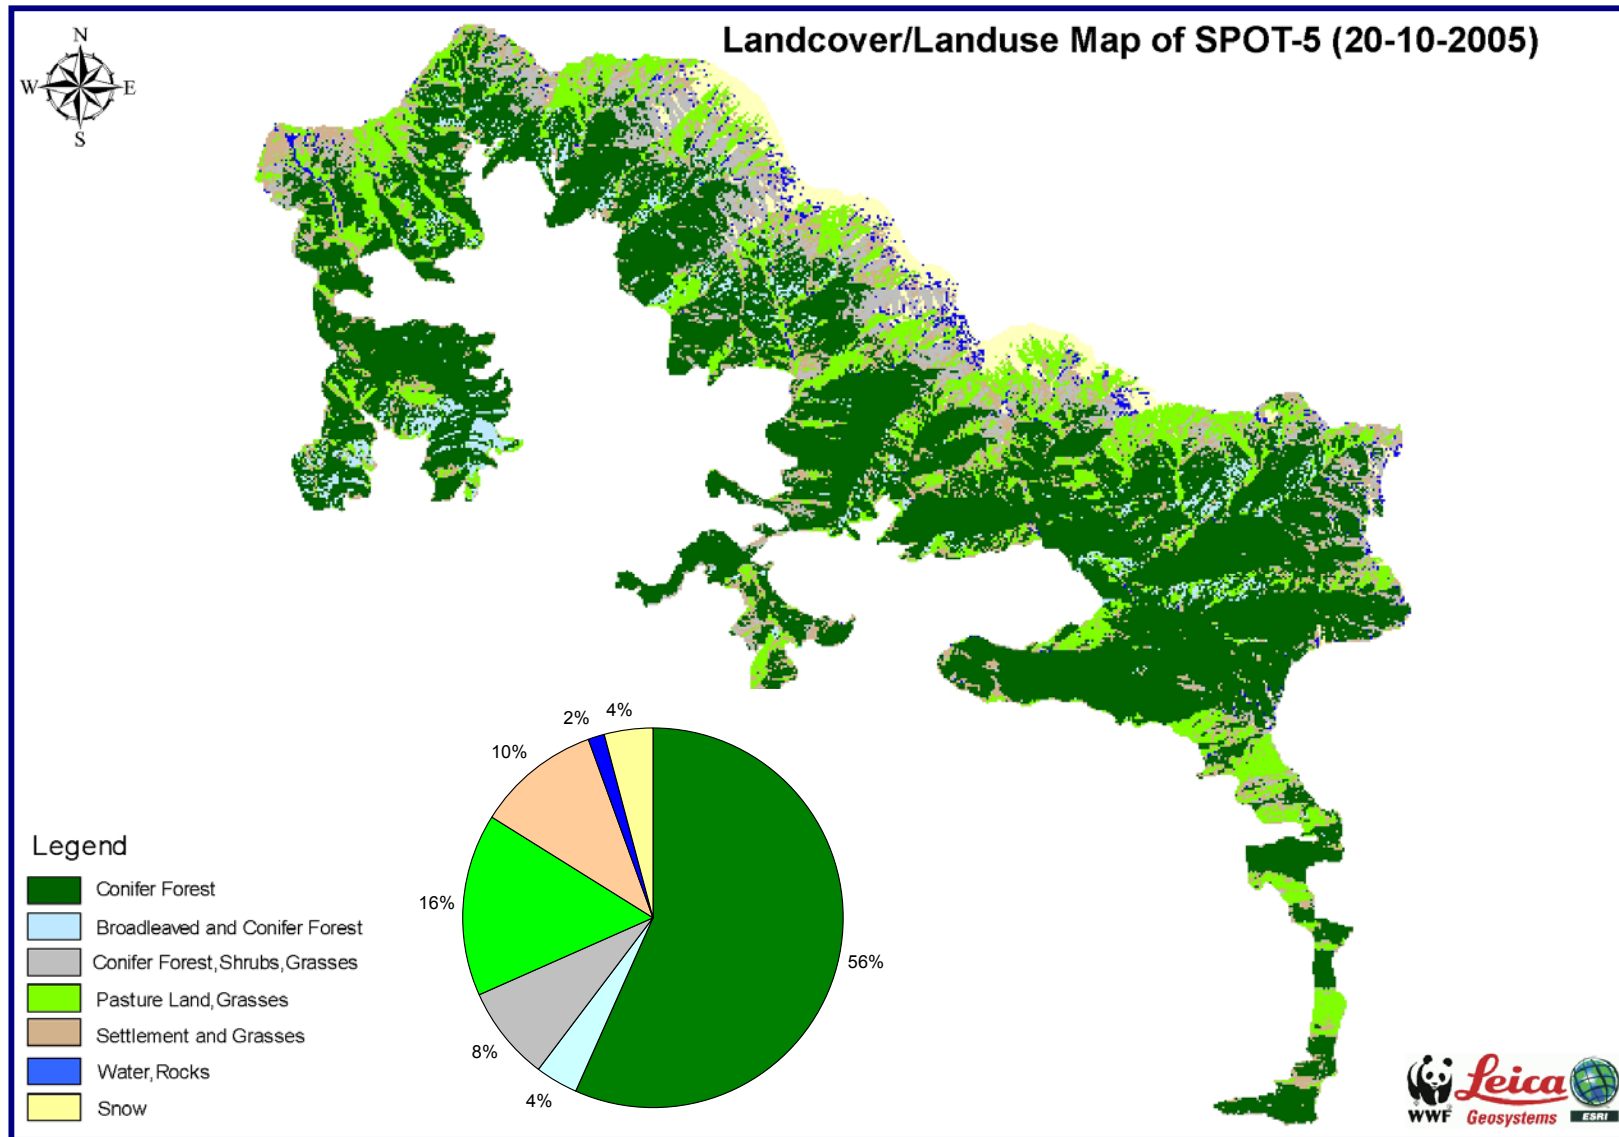 Landcover/Landuse Map of SPOT-5 (20-10-2005)
N
W E
S
2% 4%
10%
16%
56%
8%
4%
Legend
Conifer Forest
Broadleaved and Conifer Forest
Conifer Forest,Shrubs,Grasses
Pasture Land,Grasses
Settlement and Grasses
Water,Rocks
Snow
WWF
Leica
Geosystems
ESRI